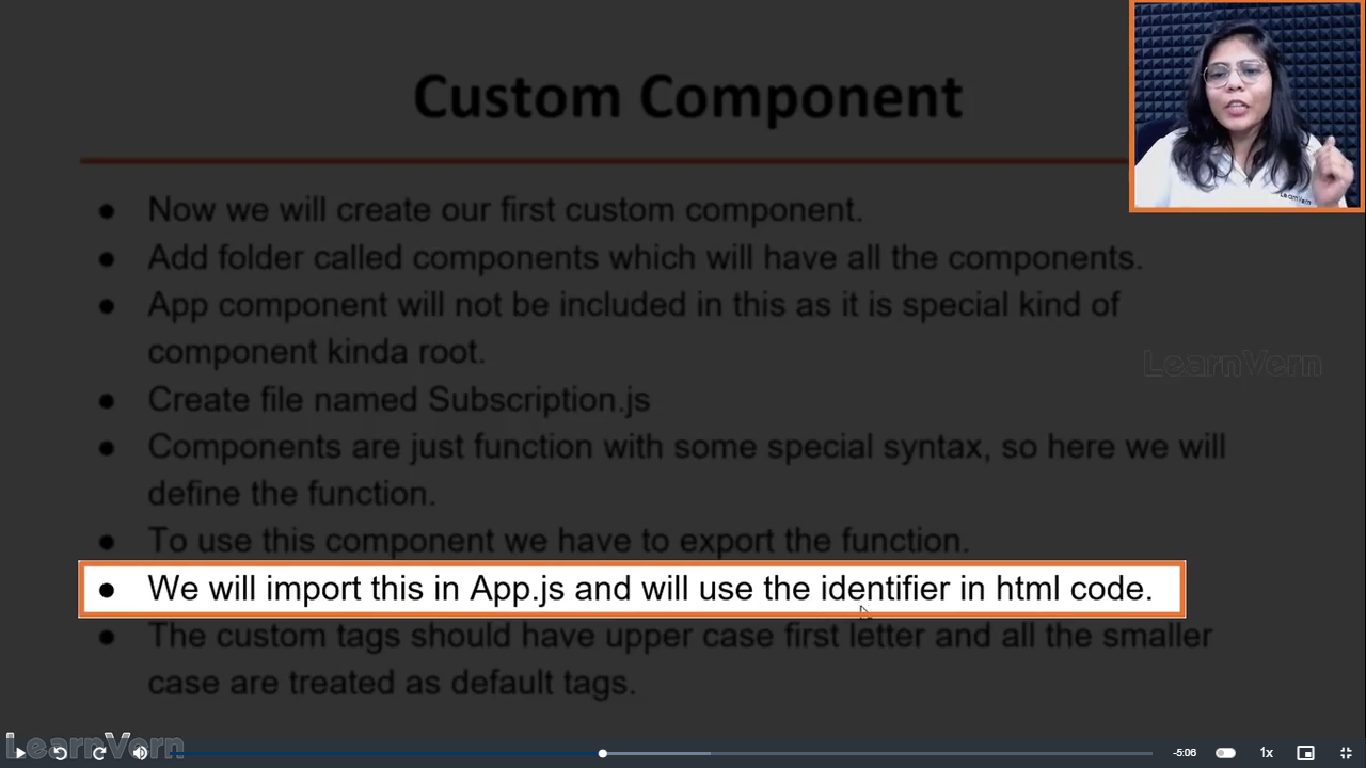 Custom Component
● Now we will create our first custom component.
● Add folder called components which will have all the components.
● App component will not be included in this as it is special kind of
component kinda root.
LearnVern
● Create file named Subscription.js
● Components are just function with some special syntax, so here we will
define the function.
● To use this component we have to export the function.
● We will import this in App.js and will use the identifier in html code.
● The custom tags should have upper case first letter and all the smaller
case are treated as default tags.
LearnVern
-5:06
1x
LearnVern